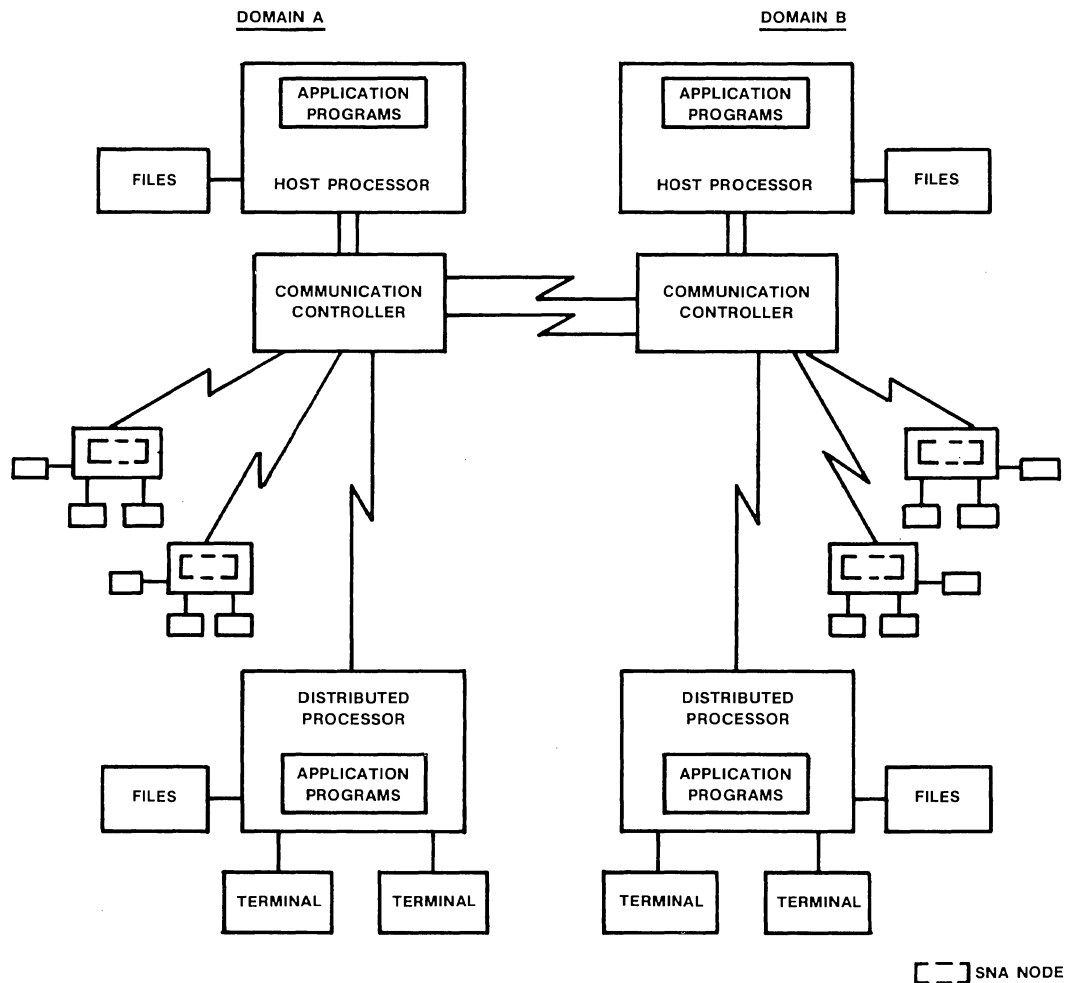 DOMAIN A
DOMAIN B
APPLICATION
PROGRAMS
HOST PROCESSOR
FILES
APPLICATION
PROGRAMS
HOST PROCESSOR
FILES
COMMUNICATION
CONTROLLER
COMMUNICATION
CONTROLLER
DISTRIBUTED
PROCESSOR
APPLICATION
PROGRAMS
FILES
DISTRIBUTED
PROCESSOR
APPLICATION
PROGRAMS
FILES
TERMINAL
TERMINAL
TERMINAL
TERMINAL
SNA NODE